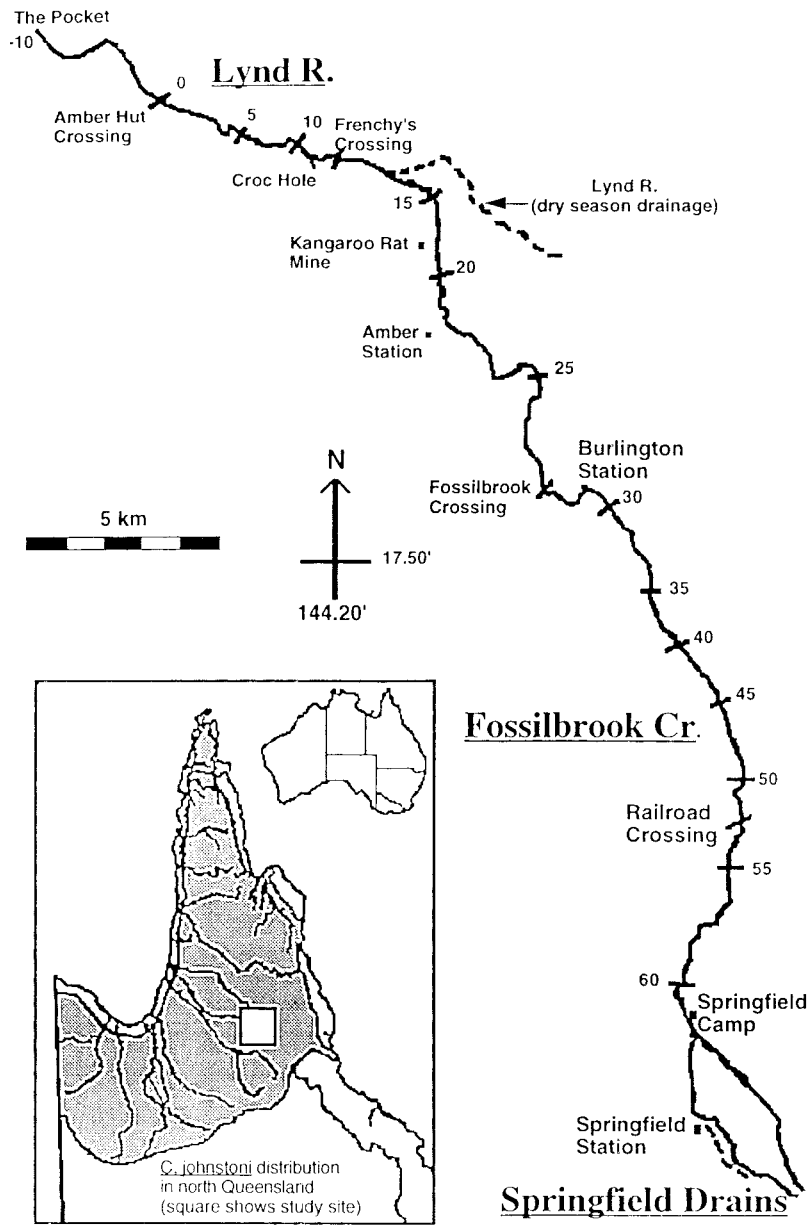 The Pocket
-10
Lynd R.
0
Amber Hut
Crossing
5
10
Frenchy's
Crossing
Croc Hole
15
Lynd R.
(dry season drainage)
Kangaroo Rat
Mine
20
Amber
Station
25
Burlington
Station
Fossilbrook
Crossing
30
N
5 km
17.50'
144.20'
35
40
45
Fossilbrook Cr.
50
Railroad
Crossing
55
60
Springfield
Camp
Springfield
Station
Springfield Drains
C. johnstoni distribution
in north Queensland
(square shows study site)